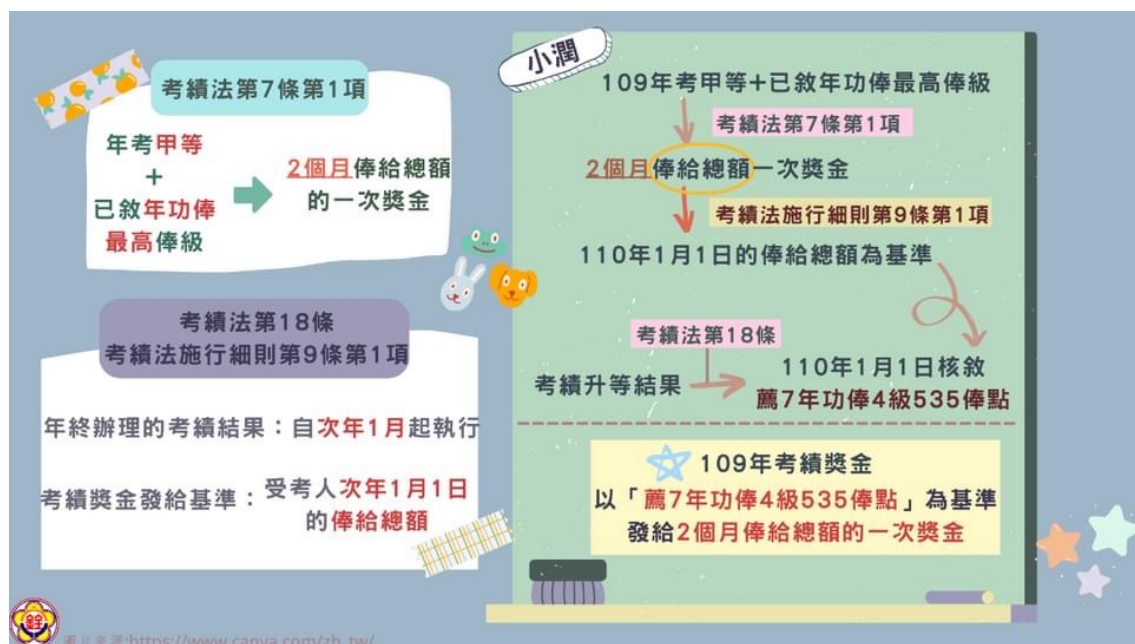 考績法第7條第1項
年考甲等
+
已敘年功俸
最高俸級
2個月俸給總額
的一次獎金
考績法第18條
考績法施行細則第9條第1項
年終辦理的考績結果：自次年1月起執行
考績獎金發給基準：
受考人次年1月1日
的俸給總額
小潤
109年考甲等+已敘年功俸最高俸級
考績法第7條第1項
2個月俸給總額一次獎金
考績法施行細則第9條第1項
110年1月1日的俸給總額為基準
考績法第18條
考績升等結果
110年1月1日核敘
薦7年功俸4級535俸點
109年考績獎金
以「薦7年功俸4級535俸點」為基準
發給2個月俸給總額的一次獎金
銓
圖片來源:https://www.canva.com/zh_tw/